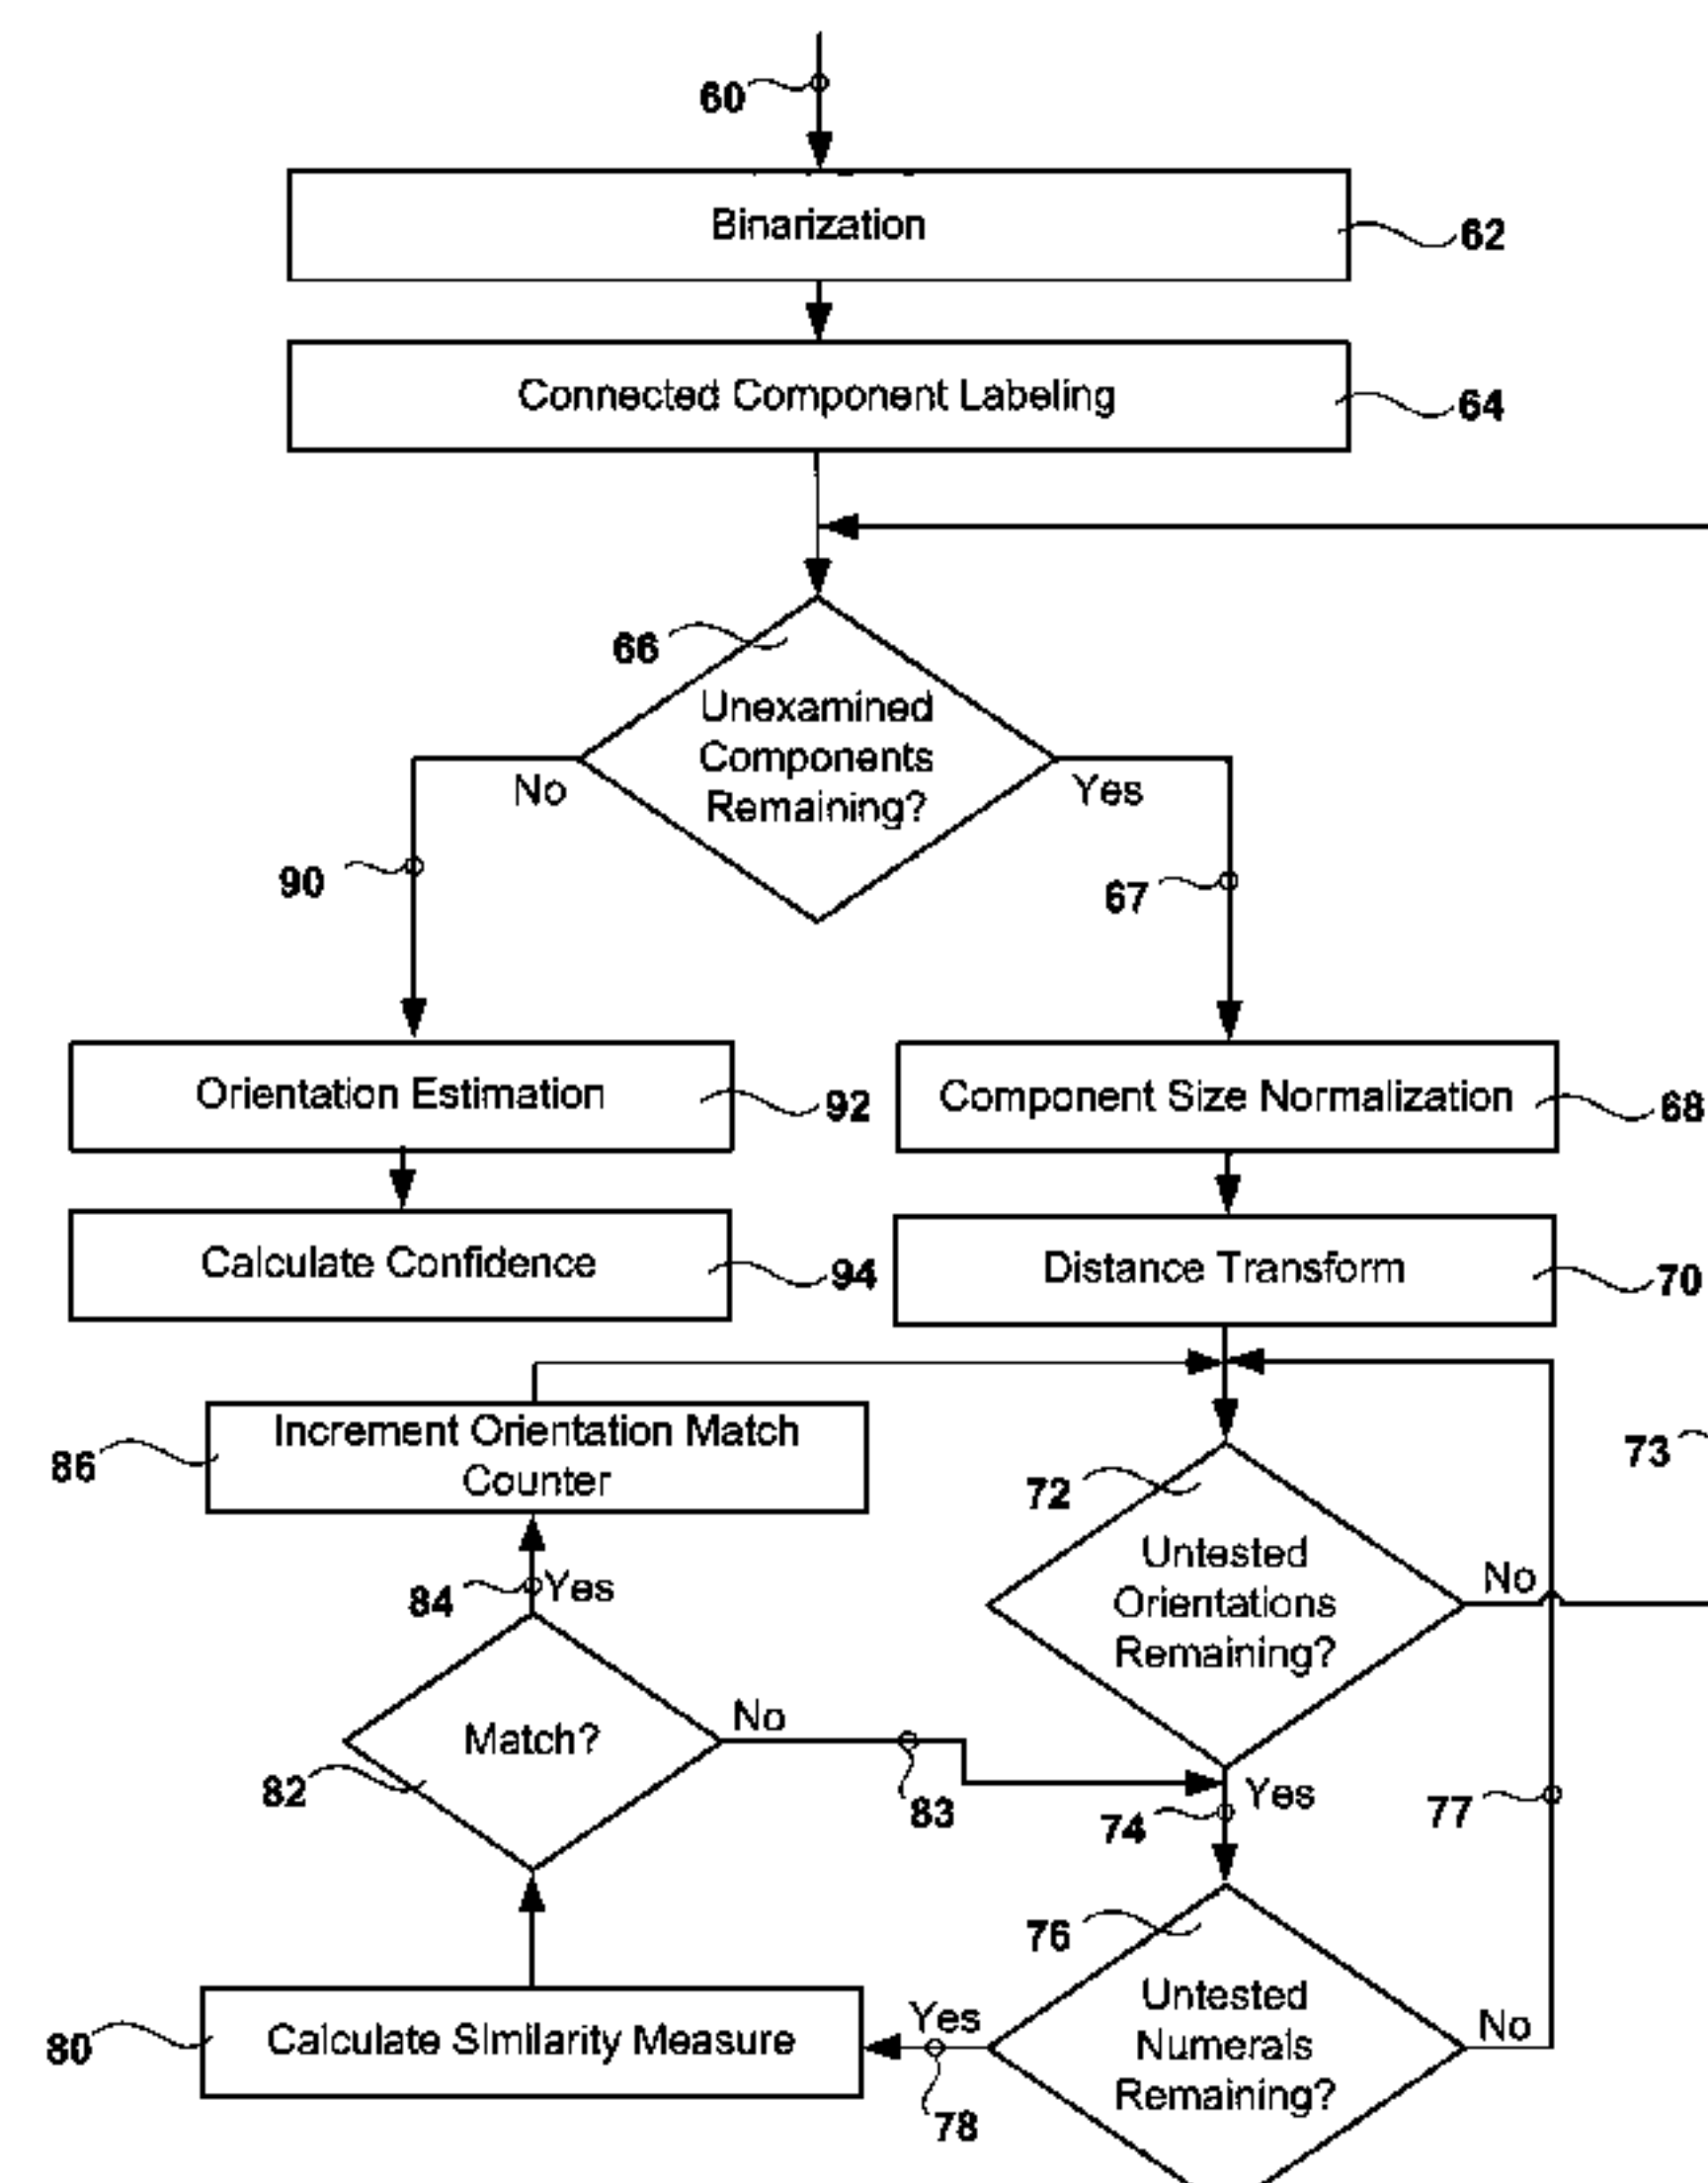 60
Binarization
62
Connected Component Labeling
64
66
Unexamined
Components
Remaining?
No
Yes
90
67
Orientation Estimation
92
Component Size Normalization
68
Calculate Confidence
94
Distance Transform
70
Increment Orientation Match
Counter
86
72
73
Untested
Orientations
Remaining?
No
84
Yes
Match?
No
82
83
Yes
74
77
76
Untested
Numerals
Remaining?
No
Yes
Calculate SImilarity Measure
80
78